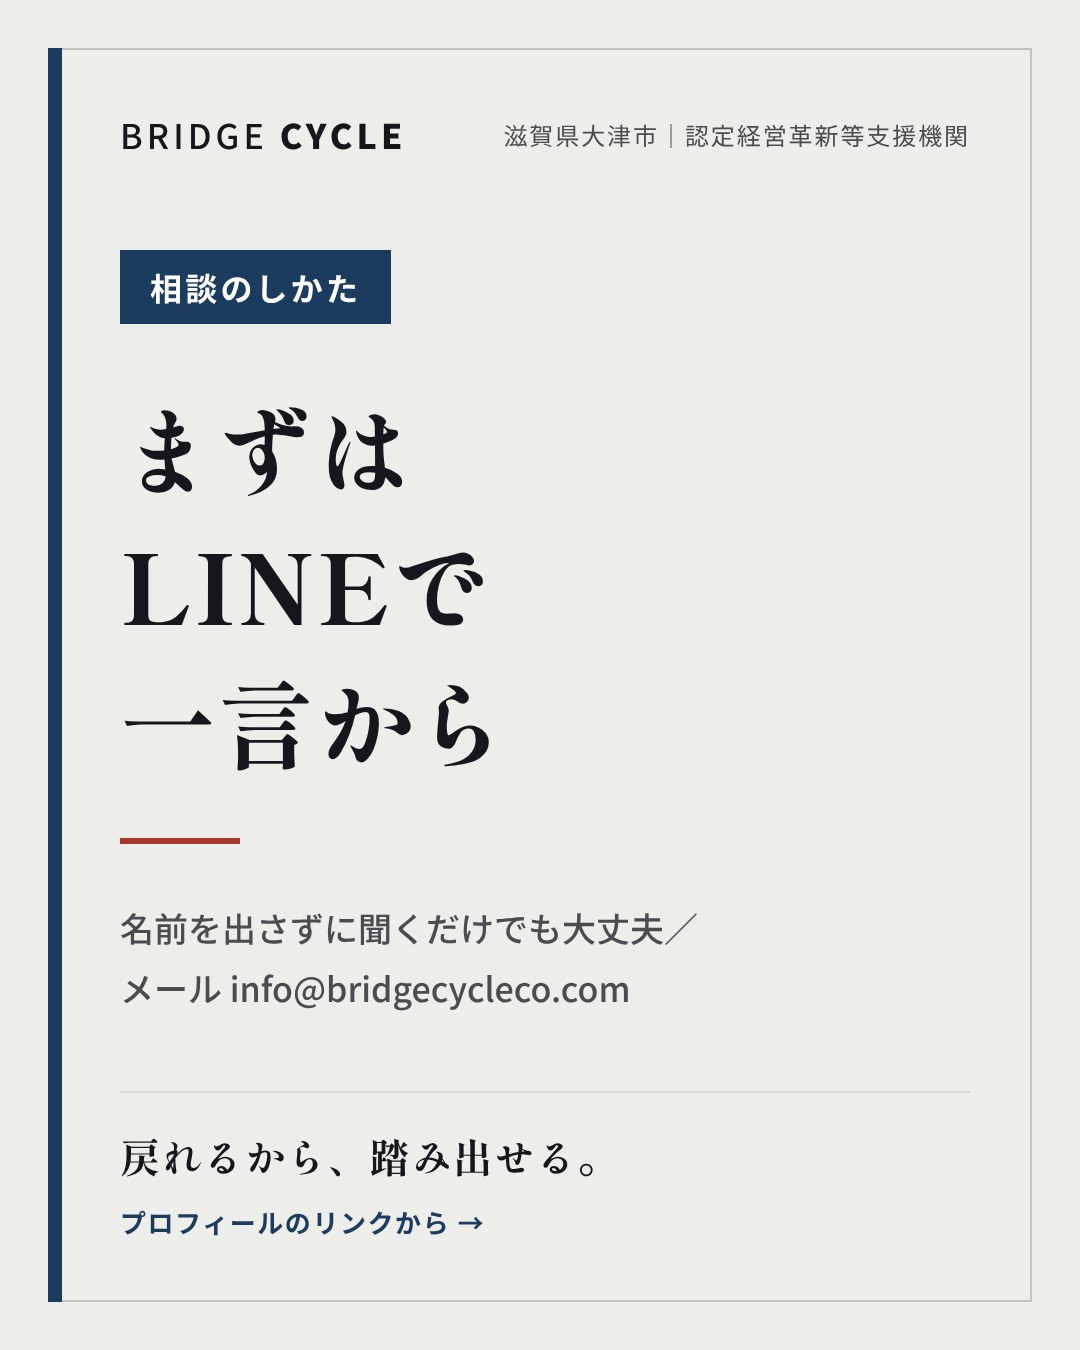 BRIDGE CYCLE
滋賀県大津市｜認定経営革新等支援機関
相談のしかた
まずは
LINEで
一言から
名前を出さずに聞くだけでも大丈夫／
メール info@bridgecycleco.com
戻れるから、踏み出せる。
プロフィールのリンクから →